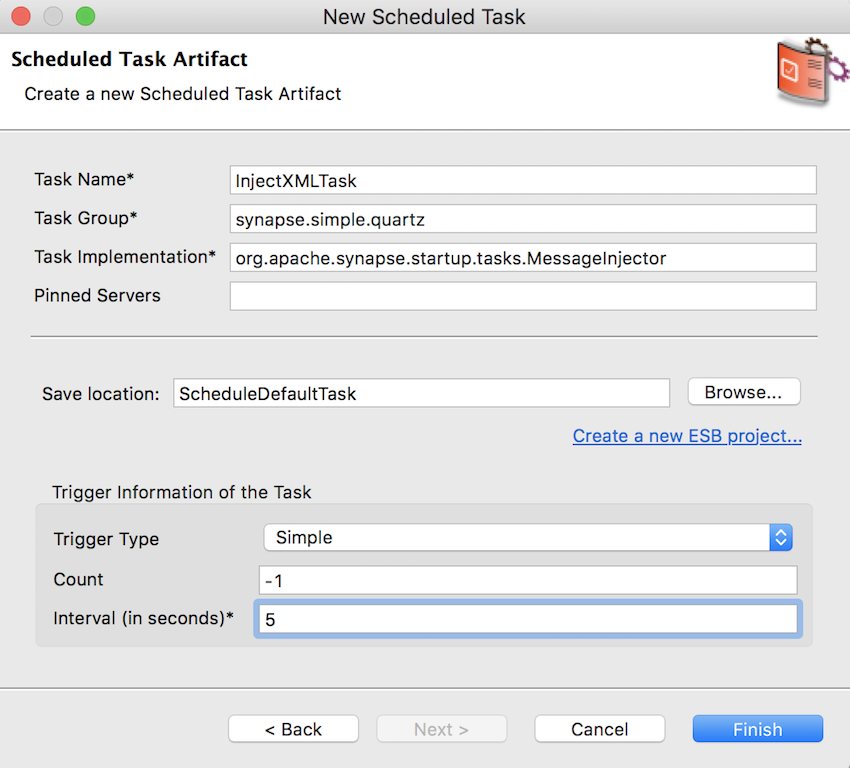 New Scheduled Task
Scheduled Task Artifact
Create a new Scheduled Task Artifact
Task Name* InjectXMLTask
Task Group* synapse.simple.quartz
Task Implementation* org.apache.synapse.startup.tasks.MessageInjector
Pinned Servers
Save location: ScheduleDefaultTask Browse...
Create a new ESB project...
Trigger Information of the Task
Trigger Type Simple
Count -1
Interval (in seconds)* 5
< Back Next > Cancel Finish